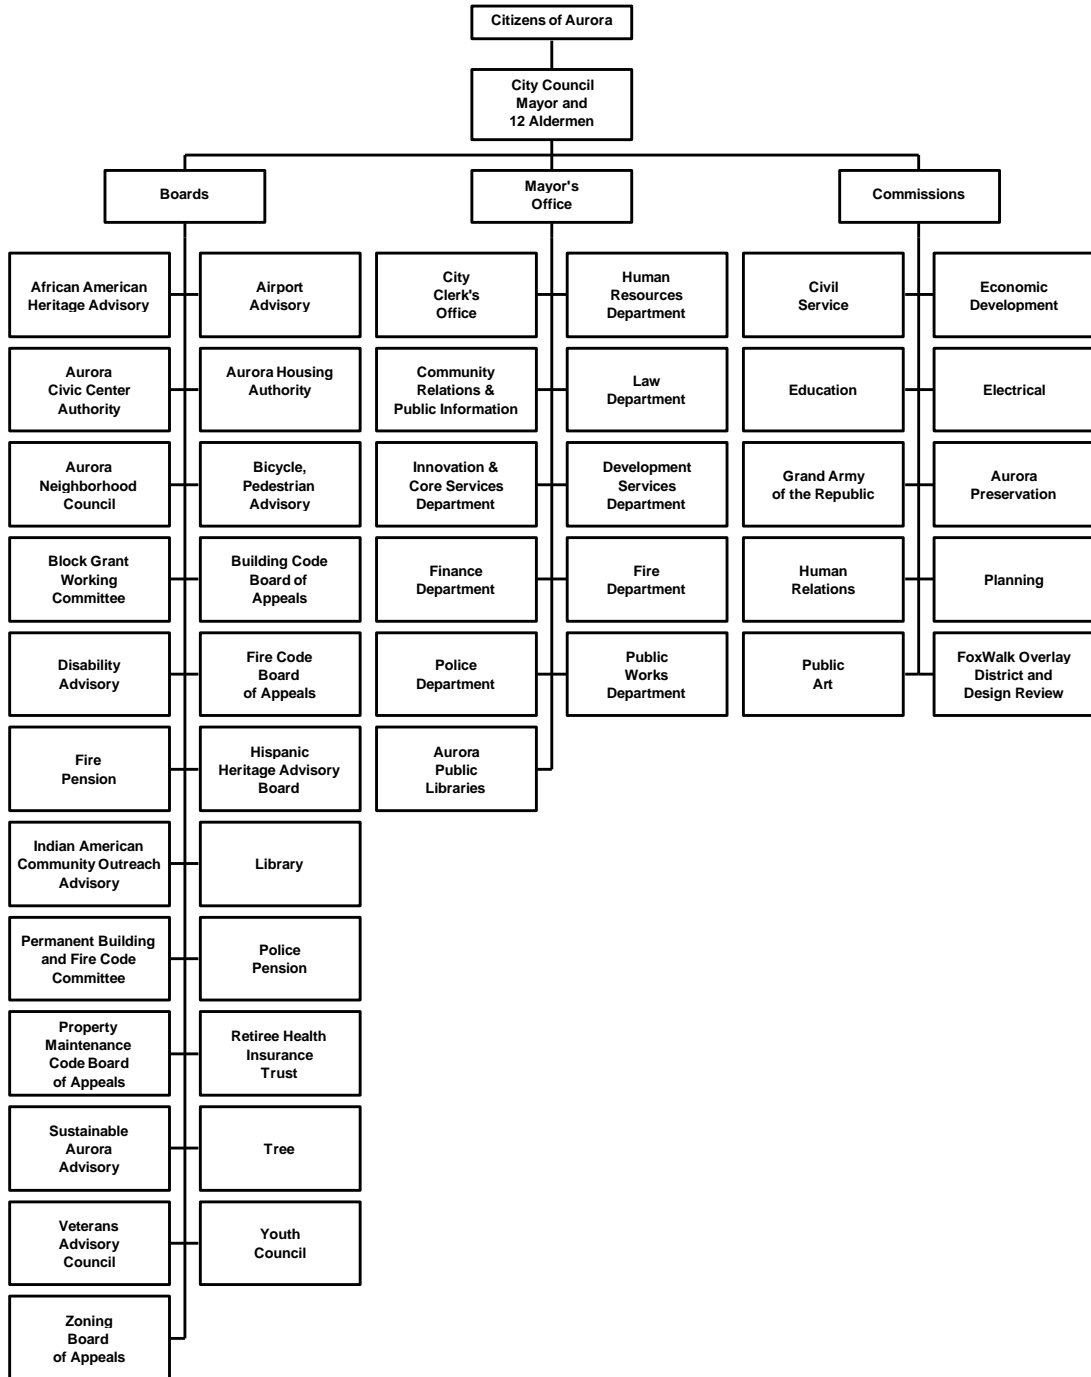 Citizens of Aurora
City Council
Mayor and
12 Aldermen
Boards
Mayor's
Office
Commissions
African American
Heritage Advisory
Airport
Advisory
City
Clerk's
Office
Human
Resources
Department
Civil
Service
Economic
Development
Aurora
Civic Center
Authority
Aurora Housing
Authority
Community
Relations &
Public Information
Law
Department
Education
Electrical
Aurora
Neighborhood
Council
Bicycle,
Pedestrian
Advisory
Innovation &
Core Services
Department
Development
Services
Department
Grand Army
of the Republic
Aurora
Preservation
Block Grant
Working
Committee
Building Code
Board of
Appeals
Finance
Department
Fire
Department
Human
Relations
Planning
Disability
Advisory
Fire Code
Board
of Appeals
Police
Department
Public
Works
Department
Public
Art
FoxWalk Overlay
District and
Design Review
Fire
Pension
Hispanic
Heritage Advisory
Board
Aurora
Public
Libraries
Indian American
Community Outreach
Advisory
Library
Permanent Building
and Fire Code
Committee
Police
Pension
Property
Maintenance
Code Board
of Appeals
Retiree Health
Insurance
Trust
Sustainable
Aurora
Advisory
Tree
Veterans
Advisory
Council
Youth
Council
Zoning
Board
of Appeals